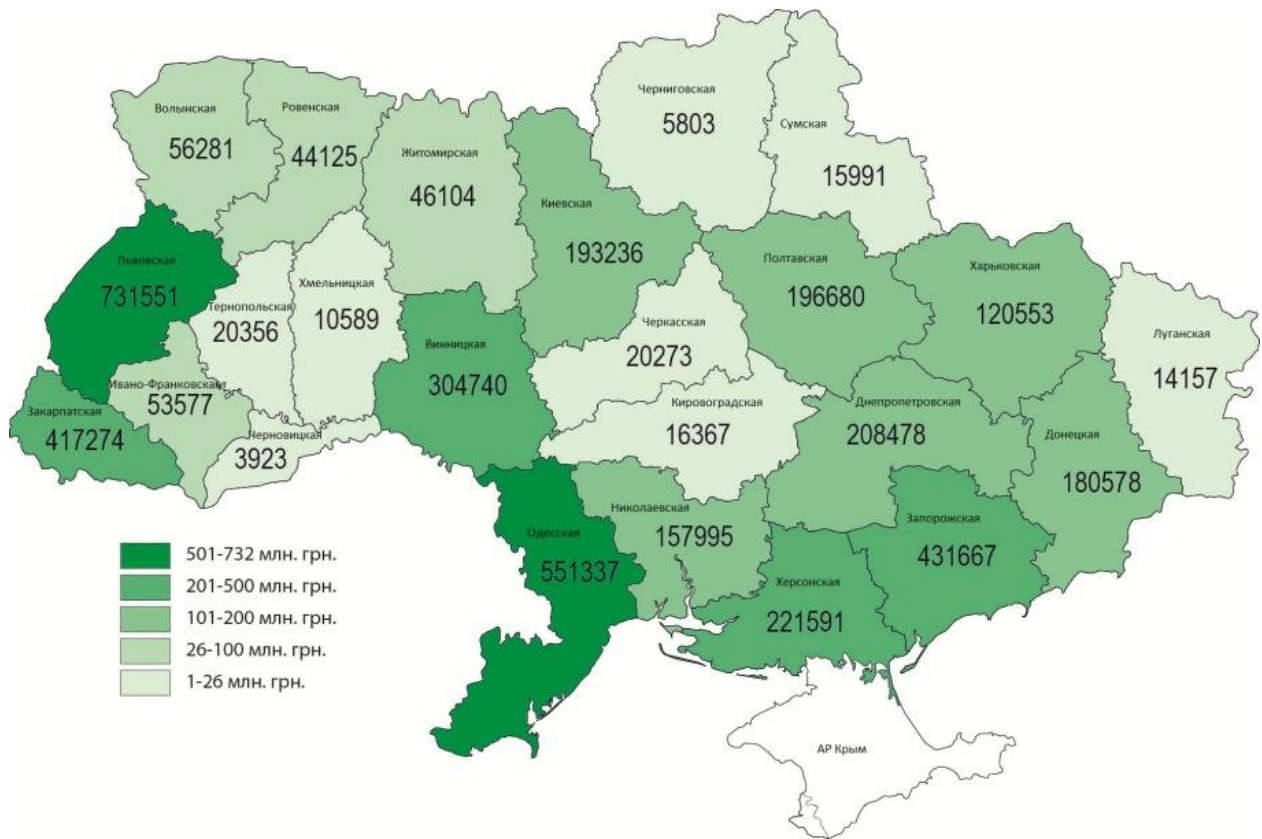 Волынская
56281
Ровенская
44125
Житомирская
46104
Киевская
193236
Черниговская
5803
Сумская
15991
Львовская
731551
Тернопольская
20356
Хмельницкая
10589
Винницкая
304740
Черкасская
20273
Полтавская
196680
Харьковская
120553
Луганская
14157
Закарпатская
417274
Ивано-Франковская
53577
Черновицкая
3923
Кировоградская
16367
Днепропетровская
208478
Донецкая
180578
Одесская
551337
Николаевская
157995
Херсонская
221591
Запорожская
431667
АР Крым
501-732 млн. грн.
201-500 млн. грн.
101-200 млн. грн.
26-100 млн. грн.
1-26 млн. грн.